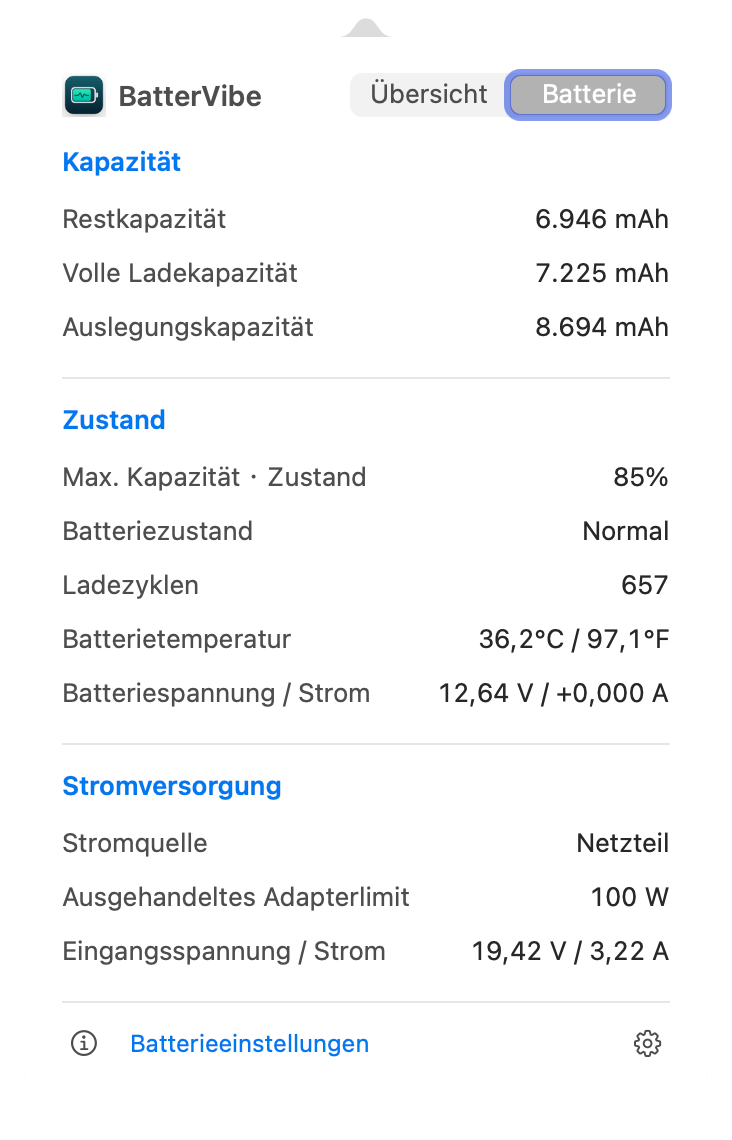 BatterVibe Übersicht Batterie
Kapazität
Restkapazität 6.946 mAh
Volle Ladekapazität 7.225 mAh
Auslegungskapazität 8.694 mAh
Zustand
Max. Kapazität · Zustand 85%
Batteriezustand Normal
Ladezyklen 657
Batterietemperatur 36,2°C / 97,1°F
Batteriespannung / Strom 12,64 V / +0,000 A
Stromversorgung
Stromquelle Netzteil
Ausgehandeltes Adapterlimit 100 W
Eingangsspannung / Strom 19,42 V / 3,22 A
Batterieeinstellungen